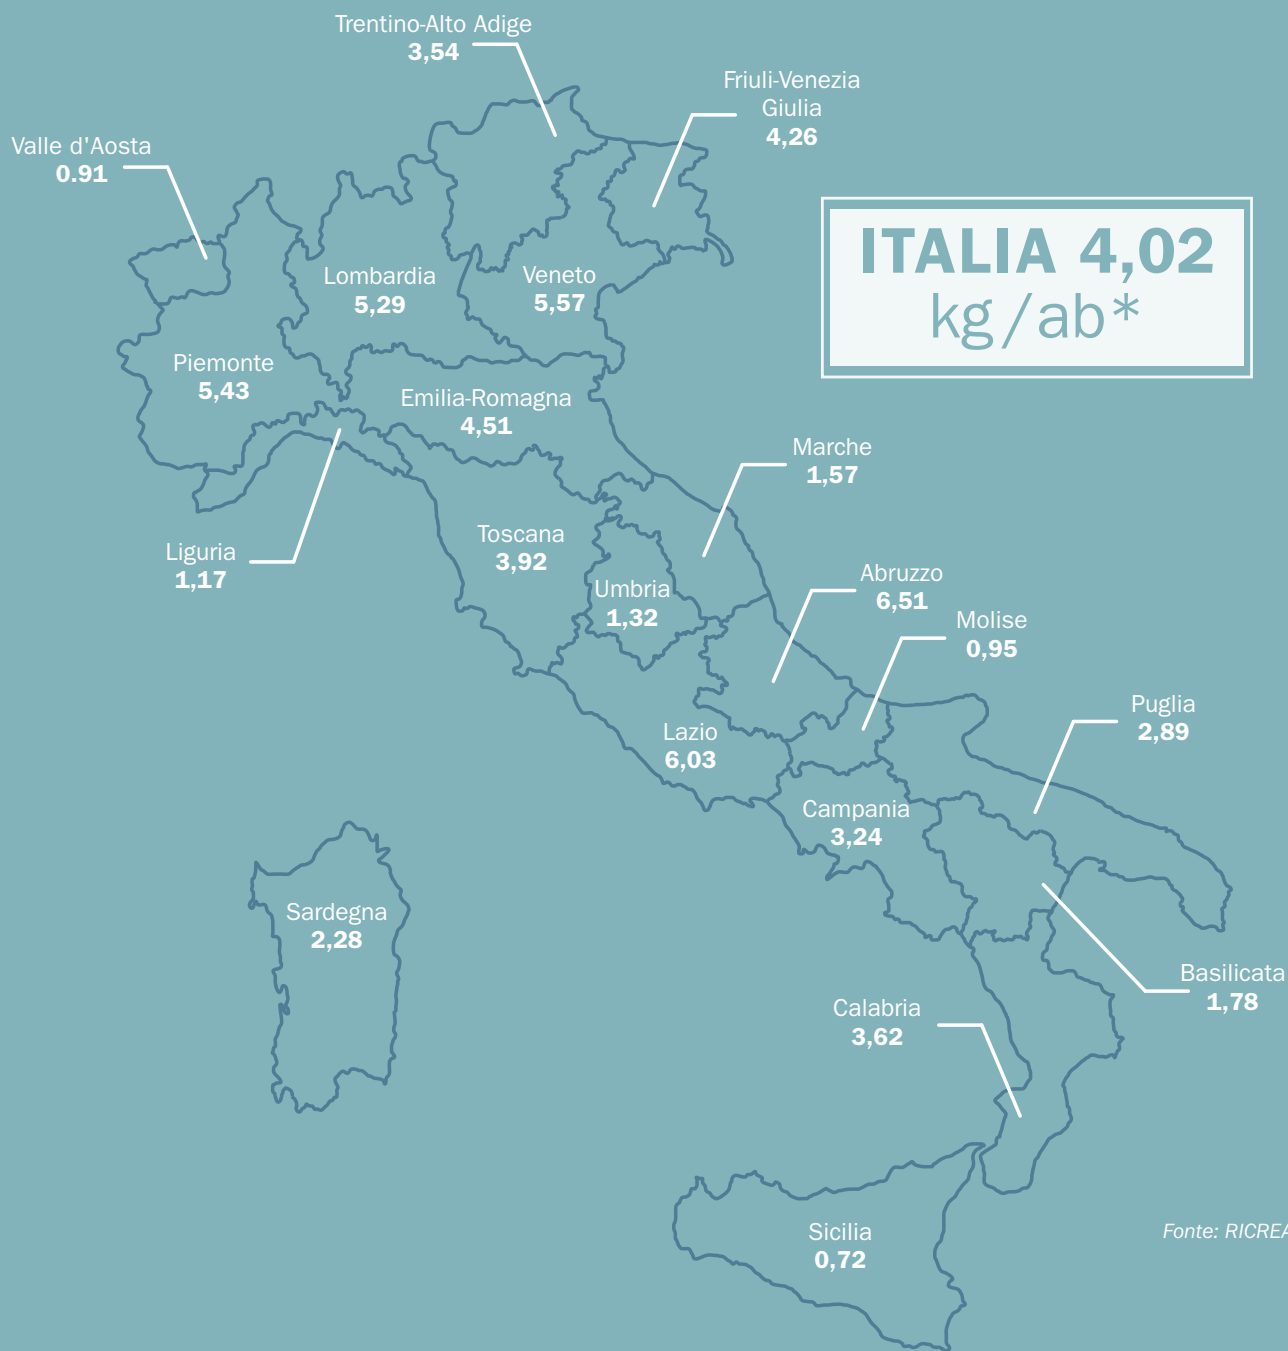 Trentino-Alto Adige
3,54
Friuli-Venezia
Giulia
4,26
Valle d'Aosta
0.91
ITALIA 4,02
kg/ab*
Lombardia
5,29
Veneto
5,57
Piemonte
5,43
Emilia-Romagna
4,51
Marche
1,57
Liguria
1,17
Toscana
3,92
Umbria
1,32
Abruzzo
6,51
Molise
0,95
Lazio
6,03
Puglia
2,89
Campania
3,24
Sardegna
2,28
Basilicata
1,78
Calabria
3,62
Sicilia
0,72
Fonte: RICREA